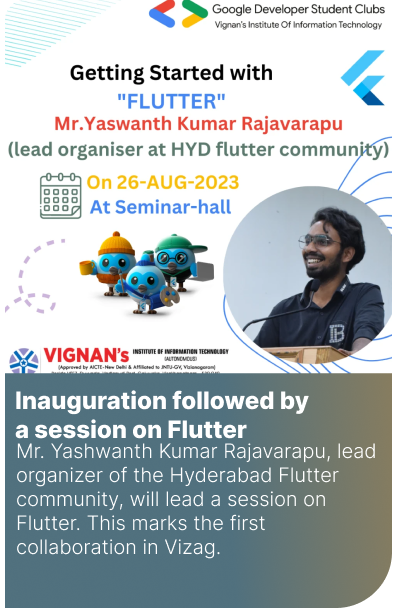 Google Developer Student Clubs
Vignan's Institute Of Information Technology
Getting Started with
"FLUTTER"
Mr.Yaswanth Kumar Rajavarapu
(lead organiser at HYD flutter community)
On 26-AUG-2023
At Seminar-hall
B
VIGNAN's INSTITUTE OF INFORMATION TECHNOLOGY
(AUTONOMOUS)
(Approved by AICTE- New Delhi & Affiliated to JNTU-GV, Vizianagaram)
Inauguration followed by
a session on Flutter
Mr. Yashwanth Kumar Rajavarapu, lead
organizer of the Hyderabad Flutter
community, will lead a session on
Flutter. This marks the first
collaboration in Vizag.